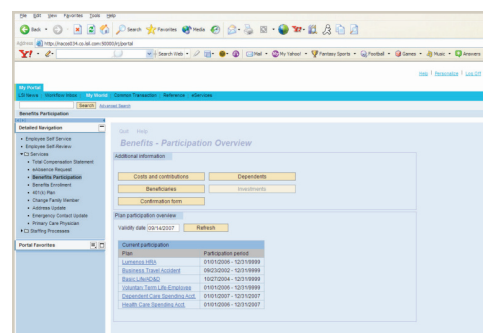 File Edit View Favorites Tools Help
Back Search Favorites Media
Address http://hacos034.co.lsil.com:50000/irj/portal
Search Web Mail My Yahoo! Fantasy Sports Football Games Music Answers
Help | Personalize | Log Off
My Portal
LSI News Workflow Inbox My World Common Transaction Reference eServices
Search Advanced Search
Benefits Participation
Detailed Navigation
Employee Self Service
Employee Self-Review
Services
Total Compensation Statement
eAbsence Request
Benefits Participation
Benefits Enrollment
401(k) Plan
Change Family Member
Address Update
Emergency Contact Update
Primary Care Physician
Staffing Processes
Portal Favorites
Help
Benefits - Participation Overview
Additional information
Costs and contributions Dependents
Beneficiaries Investments
Confirmation form
Plan participation overview
Validity date 09/14/2007 Refresh
Current participation
Plan Participation period
Lumenos HRA 01/01/2006 - 12/31/9999
Business Travel Accident 09/23/2002 - 12/31/9999
Basic Life/AD&D 10/27/2004 - 12/31/9999
Voluntary Term Life-Employee 01/01/2006 - 12/31/9999
Dependent Care Spending Acct. 01/01/2007 - 12/31/2007
Health Care Spending Acct. 01/01/2007 - 12/31/2007